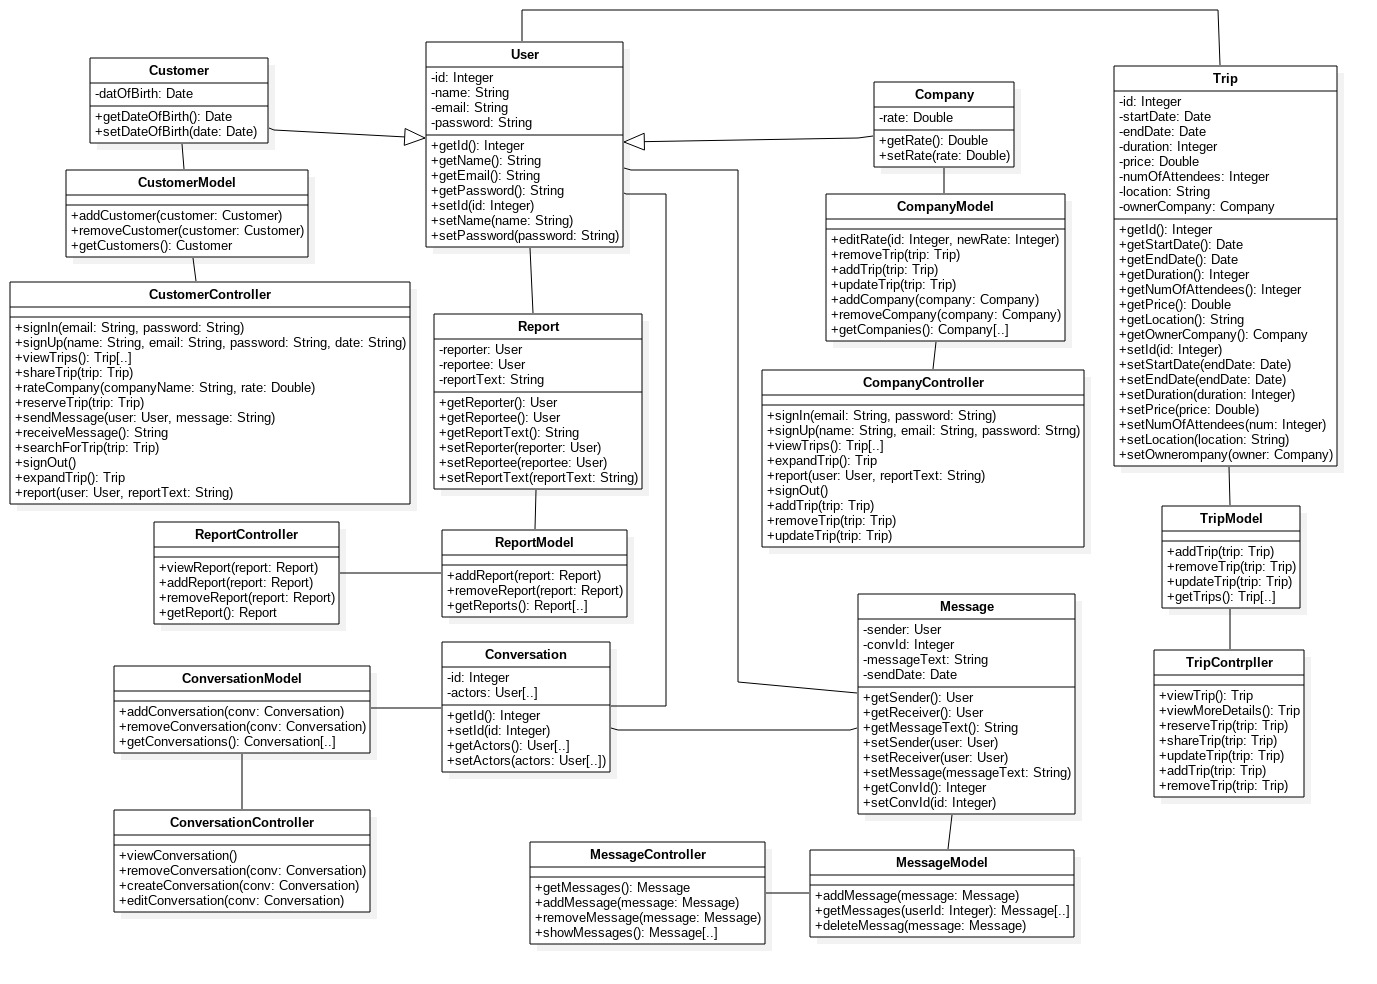 User
-id: Integer
-name: String
-email: String
-password: String
+getId(): Integer
+getName(): String
+getEmail(): String
+getPassword(): String
+setId(id: Integer)
+setName(name: String)
+setPassword(password: String)
Customer
-datOfBirth: Date
+getDateOfBirth(): Date
+setDateOfBirth(date: Date)
Company
-rate: Double
+getRate(): Double
+setRate(rate: Double)
Trip
-id: Integer
-startDate: Date
-endDate: Date
-duration: Integer
-price: Double
-numOfAttendees: Integer
-location: String
-ownerCompany: Company
+getId(): Integer
+getStartDate(): Date
+getEndDate(): Date
+getDuration(): Integer
+getNumOfAttendees(): Integer
+getPrice(): Double
+getLocation(): String
+getOwnerCompany(): Company
+setId(id: Integer)
+setStartDate(endDate: Date)
+setEndDate(endDate: Date)
+setDuration(duration: Integer)
+setPrice(price: Double)
+setNumOfAttendees(num: Integer)
+setLocation(location: String)
+setOwnerompany(owner: Company)
CustomerModel
+addCustomer(customer: Customer)
+removeCustomer(customer: Customer)
+getCustomers(): Customer
CompanyModel
+editRate(id: Integer, newRate: Integer)
+removeTrip(trip: Trip)
+addTrip(trip: Trip)
+updateTrip(trip: Trip)
+addCompany(company: Company)
+removeCompany(company: Company)
+getCompanies(): Company[..]
CustomerController
+signIn(email: String, password: String)
+signUp(name: String, email: String, password: String, date: String)
+viewTrips(): Trip[..]
+shareTrip(trip: Trip)
+rateCompany(companyName: String, rate: Double)
+reserveTrip(trip: Trip)
+sendMessage(user: User, message: String)
+receiveMessage(): String
+searchForTrip(trip: Trip)
+signOut()
+expandTrip(): Trip
+report(user: User, reportText: String)
Report
-reporter: User
-reportee: User
-reportText: String
+getReporter(): User
+getReportee(): User
+getReportText(): String
+setReporter(reporter: User)
+setReportee(reportee: User)
+setReportText(reportText: String)
CompanyController
+signIn(email: String, password: String)
+signUp(name: String, email: String, password: Strng)
+viewTrips(): Trip[..]
+expandTrip(): Trip
+report(user: User, reportText: String)
+signOut()
+addTrip(trip: Trip)
+removeTrip(trip: Trip)
+updateTrip(trip: Trip)
TripModel
+addTrip(trip: Trip)
+removeTrip(trip: Trip)
+updateTrip(trip: Trip)
+getTrips(): Trip[..]
ReportController
+viewReport(report: Report)
+addReport(report: Report)
+removeReport(report: Report)
+getReport(): Report
ReportModel
+addReport(report: Report)
+removeReport(report: Report)
+getReports(): Report[..]
Message
-sender: User
-convId: Integer
-messageText: String
-sendDate: Date
+getSender(): User
+getReceiver(): User
+getMessageText(): String
+setSender(user: User)
+setReceiver(user: User)
+setMessage(messageText: String)
+getConvId(): Integer
+setConvId(id: Integer)
TripContrpller
+viewTrip(): Trip
+viewMoreDetails(): Trip
+reserveTrip(trip: Trip)
+shareTrip(trip: Trip)
+updateTrip(trip: Trip)
+addTrip(trip: Trip)
+removeTrip(trip: Trip)
Conversation
-id: Integer
-actors: User[..]
+getId(): Integer
+setId(id: Integer)
+getActors(): User[..]
+setActors(actors: User[..])
ConversationModel
+addConversation(conv: Conversation)
+removeConversation(conv: Conversation)
+getConversations(): Conversation[..]
ConversationController
+viewConversation()
+removeConversation(conv: Conversation)
+createConversation(conv: Conversation)
+editConversation(conv: Conversation)
MessageController
+getMessages(): Message
+addMessage(message: Message)
+removeMessage(message: Message)
+showMessages(): Message[..]
MessageModel
+addMessage(message: Message)
+getMessages(userId: Integer): Message[..]
+deleteMessag(message: Message)